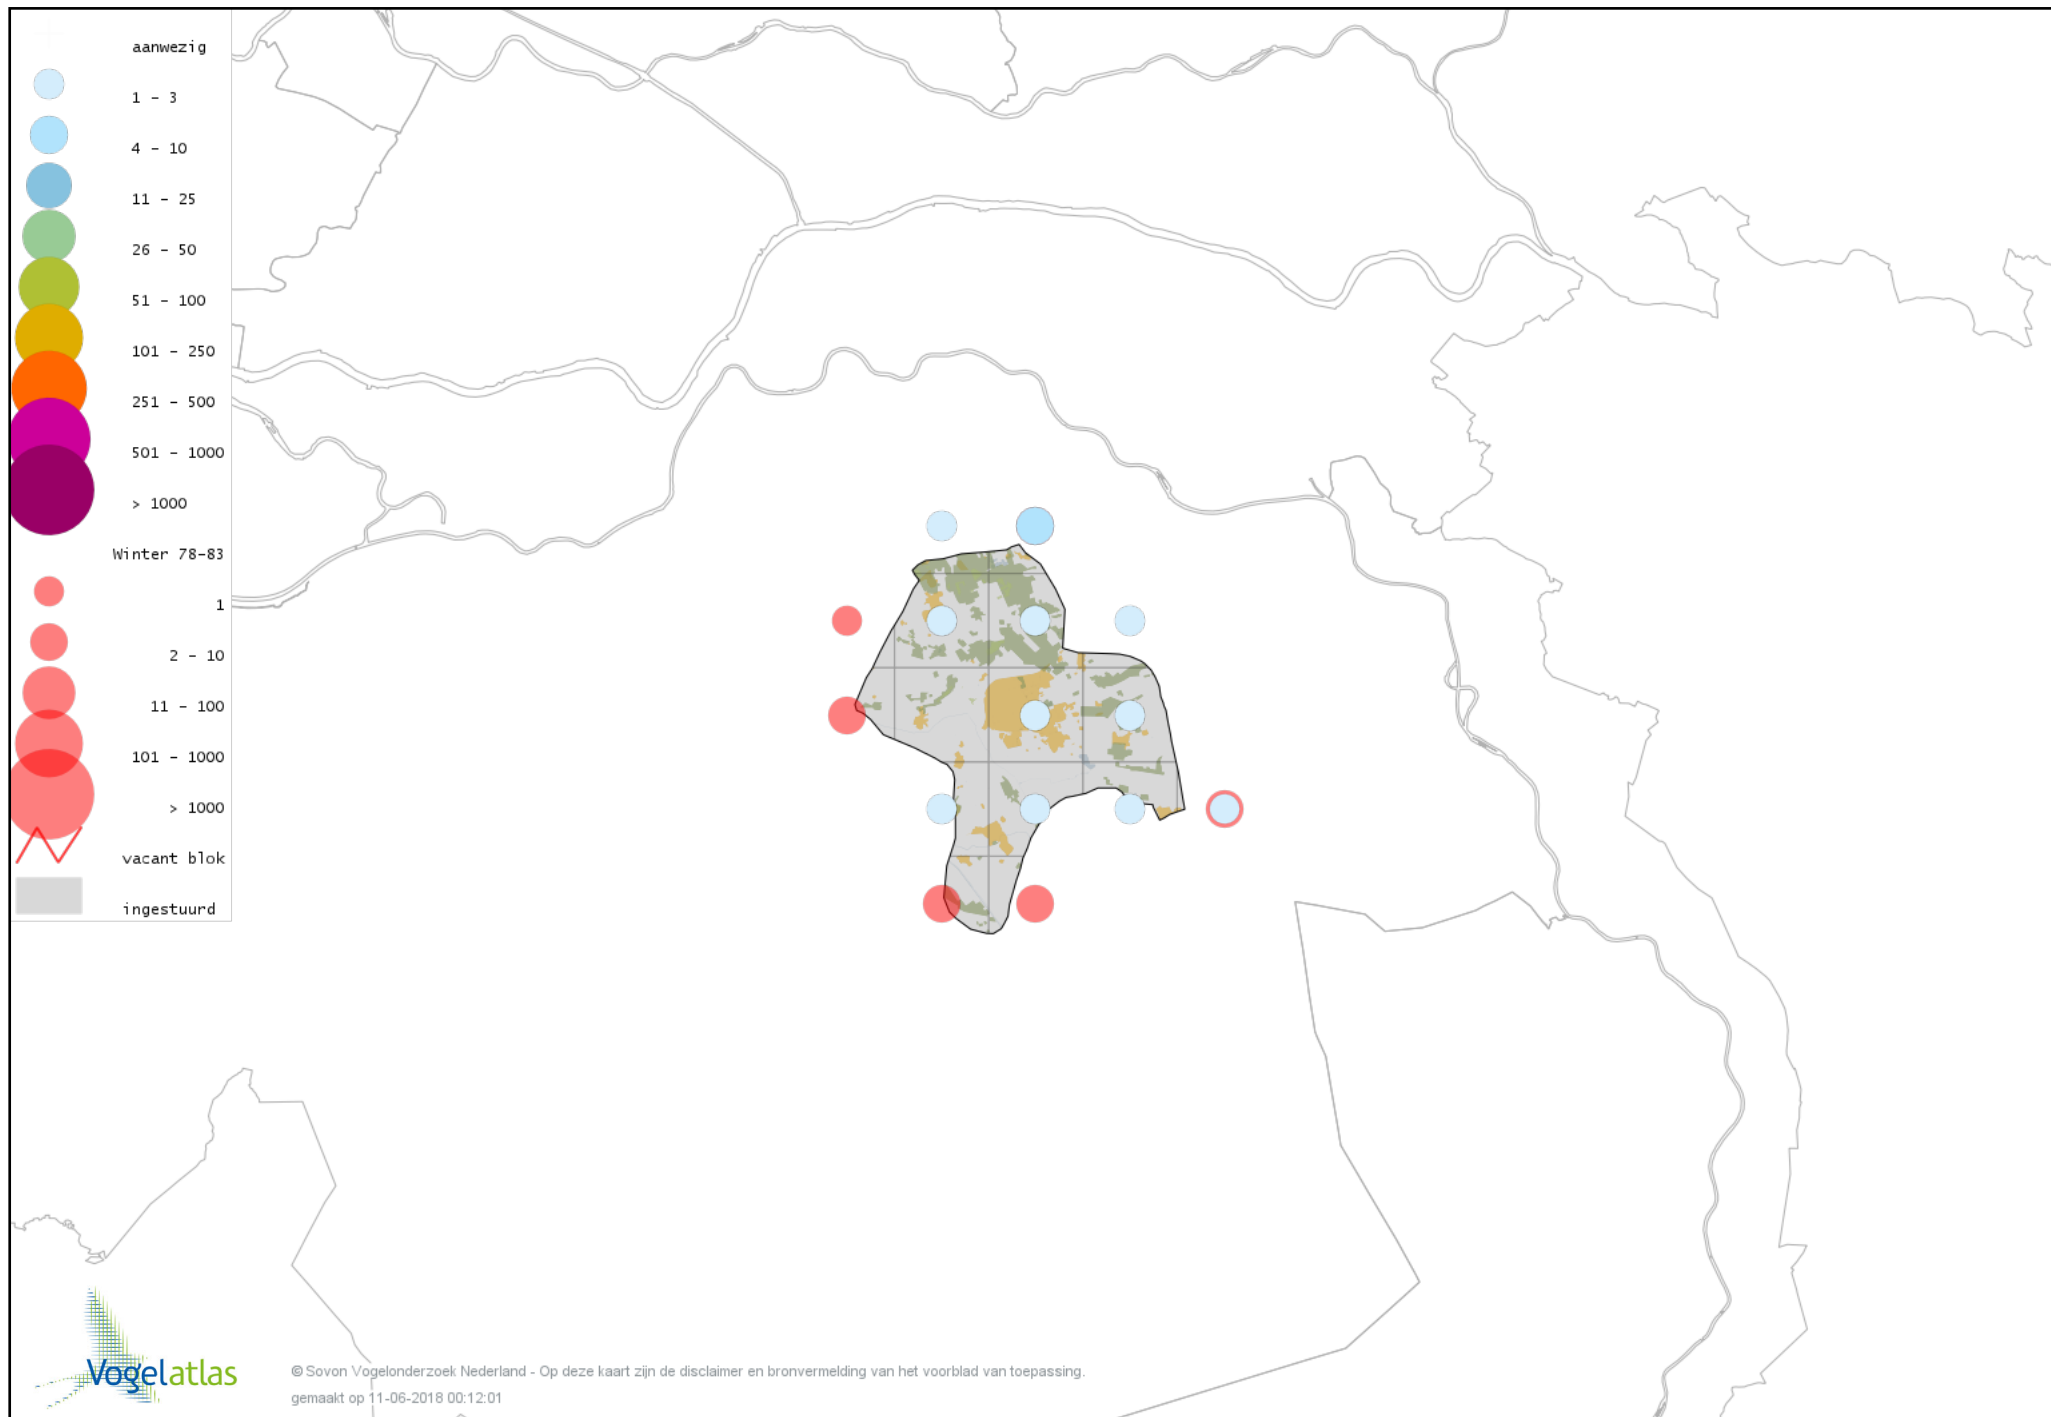 aanwezig
1 - 3
4 - 10
11 - 25
26 - 50
51 - 100
101 - 250
251 - 500
501 - 1000
> 1000
Winter 78-83
1
2 - 10
11 - 100
101 - 1000
> 1000
vacant blok
ingestuurd
Vogelatlas
© Sovon Vogelonderzoek Nederland - Op deze kaart zijn de disclaimer en bronvermelding van het voorblad van toepassing.
gemaakt op 11-06-2018 00:12:01